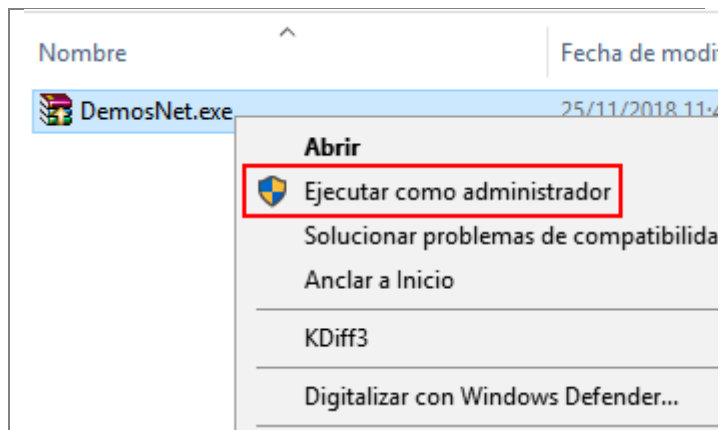 Nombre
Fecha de modi
DemosNet.exe
25/11/2018 11:4
Abrir
Ejecutar como administrador
Solucionar problemas de compatibilida
Anclar a Inicio
KDiff3
Digitalizar con Windows Defender...